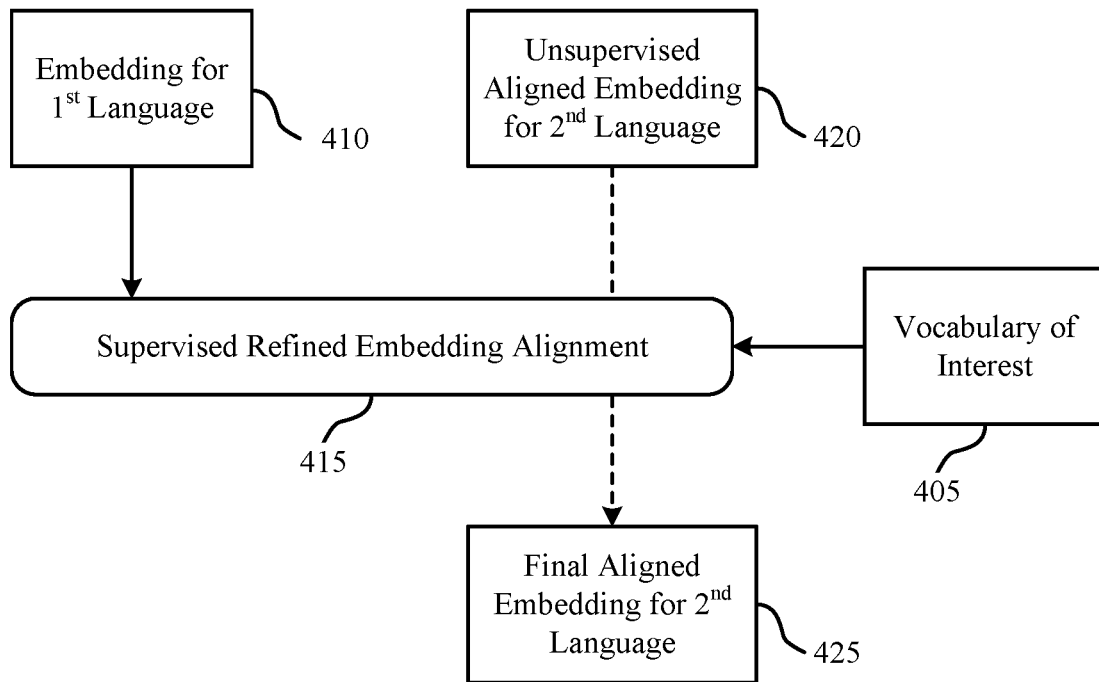 Embedding for
1st Language
410
Unsupervised
Aligned Embedding
for 2nd Language
420
Supervised Refined Embedding Alignment
415
Vocabulary of
Interest
405
Final Aligned
Embedding for 2nd
Language
425